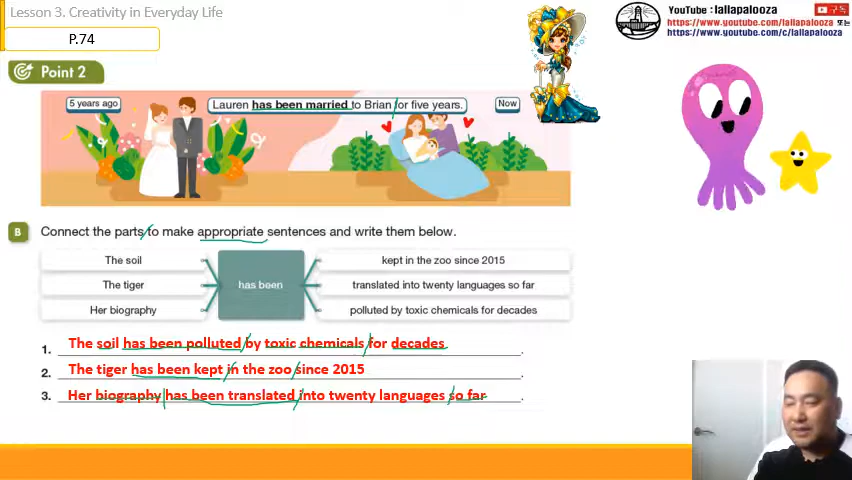 Lesson 3. Creativity in Everyday Life
P.74
YouTube : lallapalooza
구독
https://www.youtube.com/lallapalooza 또는
https://www.youtube.com/c/lallapalooza
Point 2
5 years ago
Lauren has been married to Brian for five years.
Now
B Connect the parts to make appropriate sentences and write them below.
The soil
kept in the zoo since 2015
The tiger
has been
translated into twenty languages so far
Her biography
polluted by toxic chemicals for decades
1. The soil has been polluted by toxic chemicals for decades.
2. The tiger has been kept in the zoo since 2015.
3. Her biography has been translated into twenty languages so far.